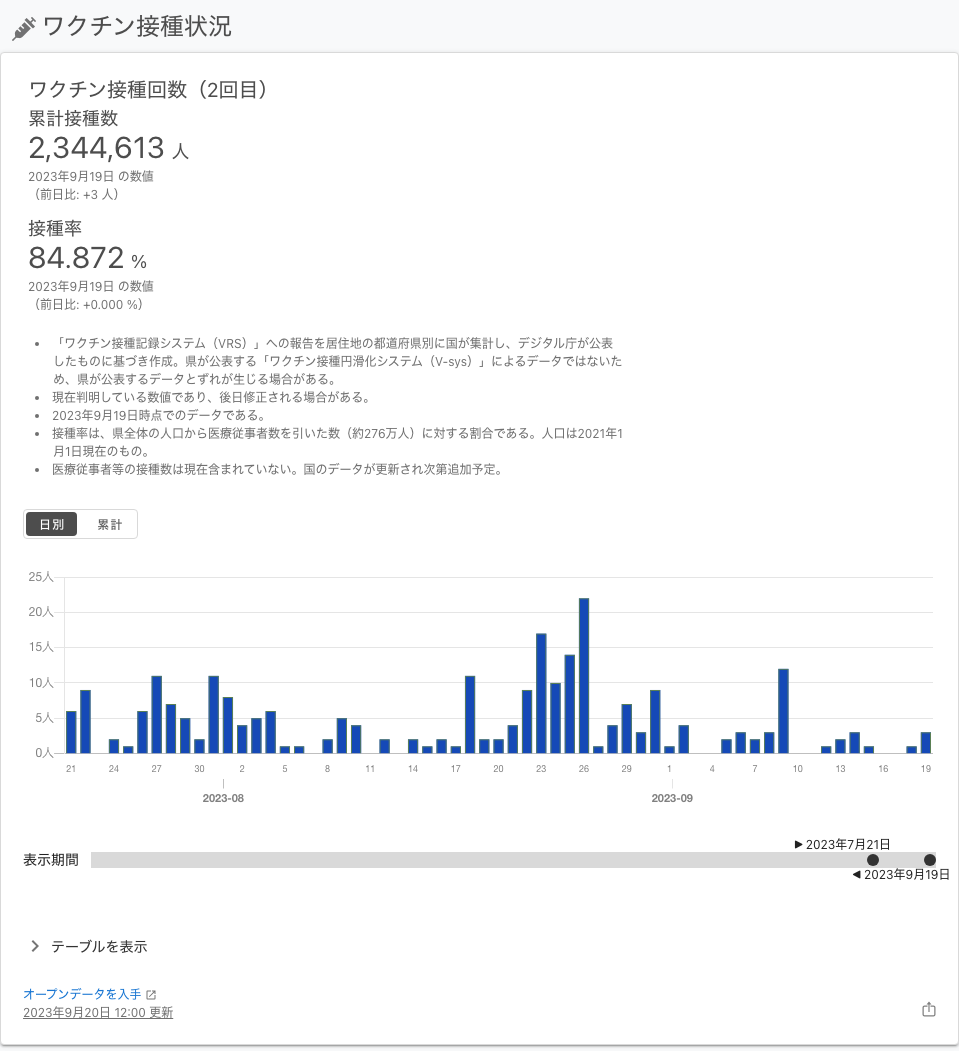 ワクチン接種状況
ワクチン接種回数（2回目）
累計接種数
2,344,613 人
2023年9月19日 の数値
（前日比: +3 人）
接種率
84.872 %
2023年9月19日 の数値
（前日比: +0.000 %）
• 「ワクチン接種記録システム（VRS）」への報告を居住地の都道府県別に国が集計し、デジタル庁が公表
したものに基づき作成。県が公表する「ワクチン接種円滑化システム（V-sys）」によるデータではないた
め、県が公表するデータとずれが生じる場合がある。
• 現在判明している数値であり、後日修正される場合がある。
• 2023年9月19日時点でのデータである。
• 接種率は、県全体の人口から医療従事者数を引いた数（約276万人）に対する割合である。人口は2021年1
月1日現在のもの。
• 医療従事者等の接種数は現在含まれていない。国のデータが更新され次第追加予定。
日別 累計
25人
20人
15人
10人
5人
0人
21 24 27 30 2 5 8 11 14 17 20 23 26 29 1 4 7 10 13 16 19
2023-08 2023-09
▶ 2023年7月21日
表示期間
◀ 2023年9月19日
テーブルを表示
オープンデータを入手
2023年9月20日 12:00 更新